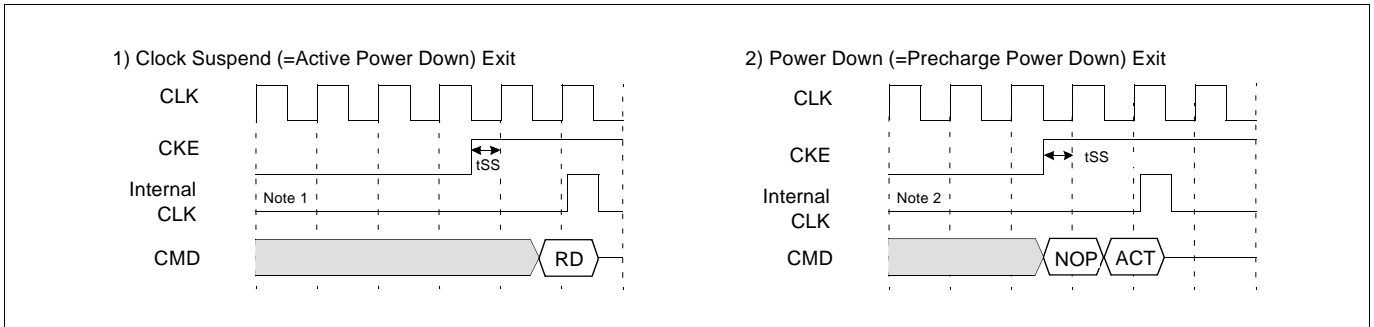 1) Clock Suspend (=Active Power Down) Exit
CLK
CKE
tSS
Internal
CLK
Note 1
CMD
RD
2) Power Down (=Precharge Power Down) Exit
CLK
CKE
tSS
Internal
CLK
Note 2
CMD
NOP
ACT